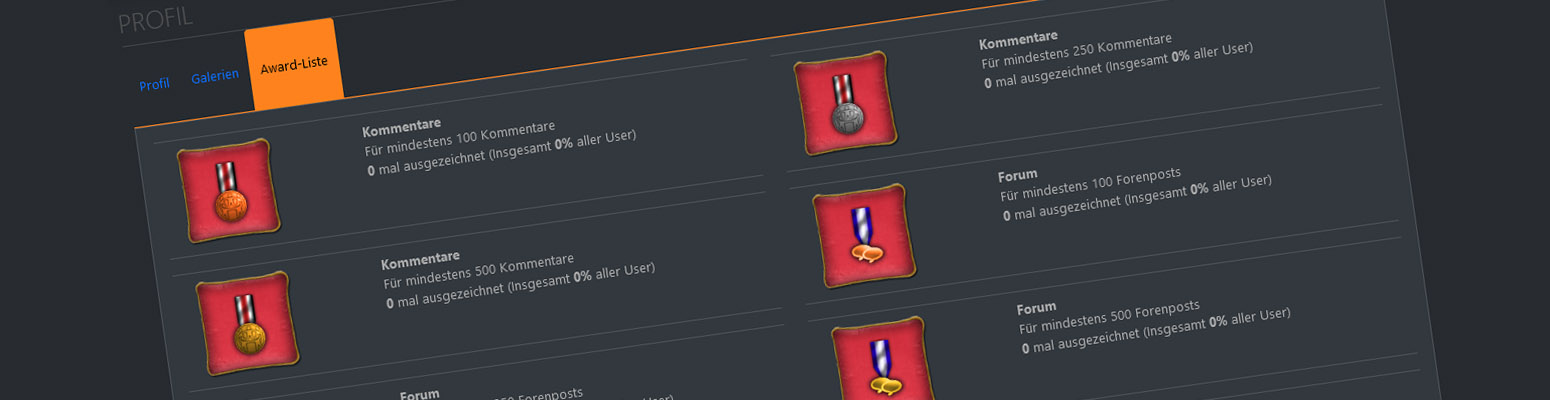 PROFIL
Profil
Galerien
Award-Liste
Kommentare
Für mindestens 100 Kommentare
0 mal ausgezeichnet (Insgesamt 0% aller User)
Kommentare
Für mindestens 250 Kommentare
0 mal ausgezeichnet (Insgesamt 0% aller User)
Kommentare
Für mindestens 500 Kommentare
0 mal ausgezeichnet (Insgesamt 0% aller User)
Forum
Für mindestens 100 Forenposts
0 mal ausgezeichnet (Insgesamt 0% aller User)
Forum
Forenposts
Forum
Für mindestens 500 Forenposts
0 mal ausgezeichnet (Insgesamt 0% aller User)